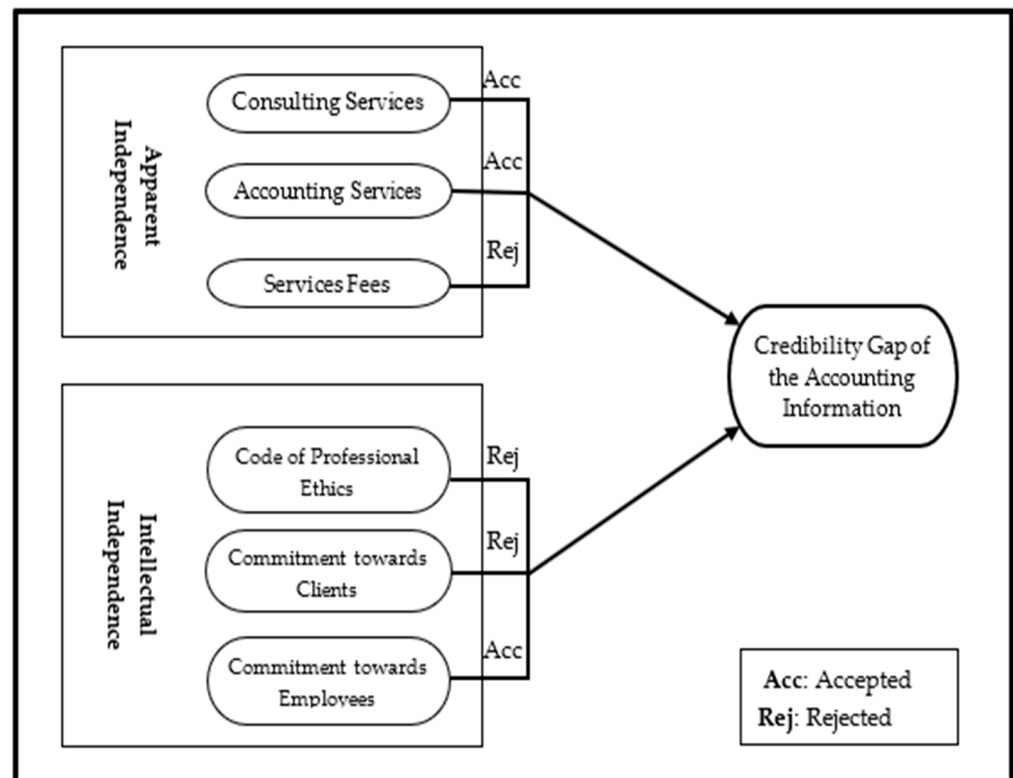 Apparent
Independence
Consulting Services
Acc
Accounting Services
Acc
Services Fees
Rej
Intellectual
Independence
Code of Professional
Ethics
Rej
Commitment towards
Clients
Rej
Commitment towards
Employees
Acc
Credibility Gap of
the Accounting
Information
Acc: Accepted
Rej: Rejected